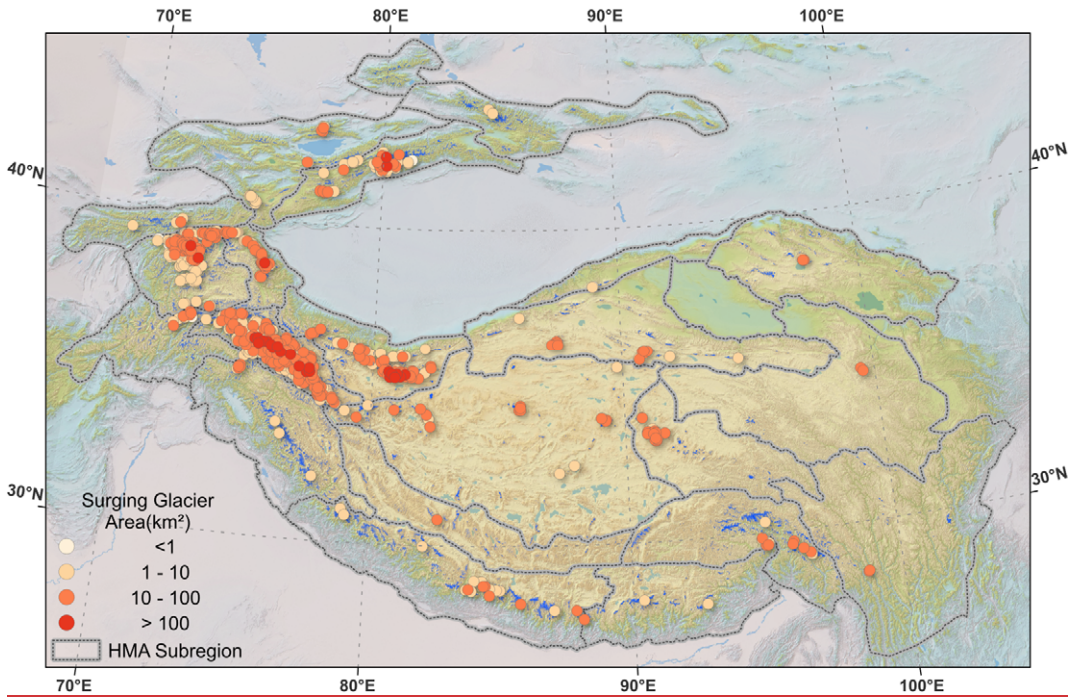 70°E 80°E 90°E 100°E
40°N
40°N
30°N
30°N
Surging Glacier
Area(km²)
<1
1 - 10
10 - 100
> 100
HMA Subregion
70°E 80°E 90°E 100°E